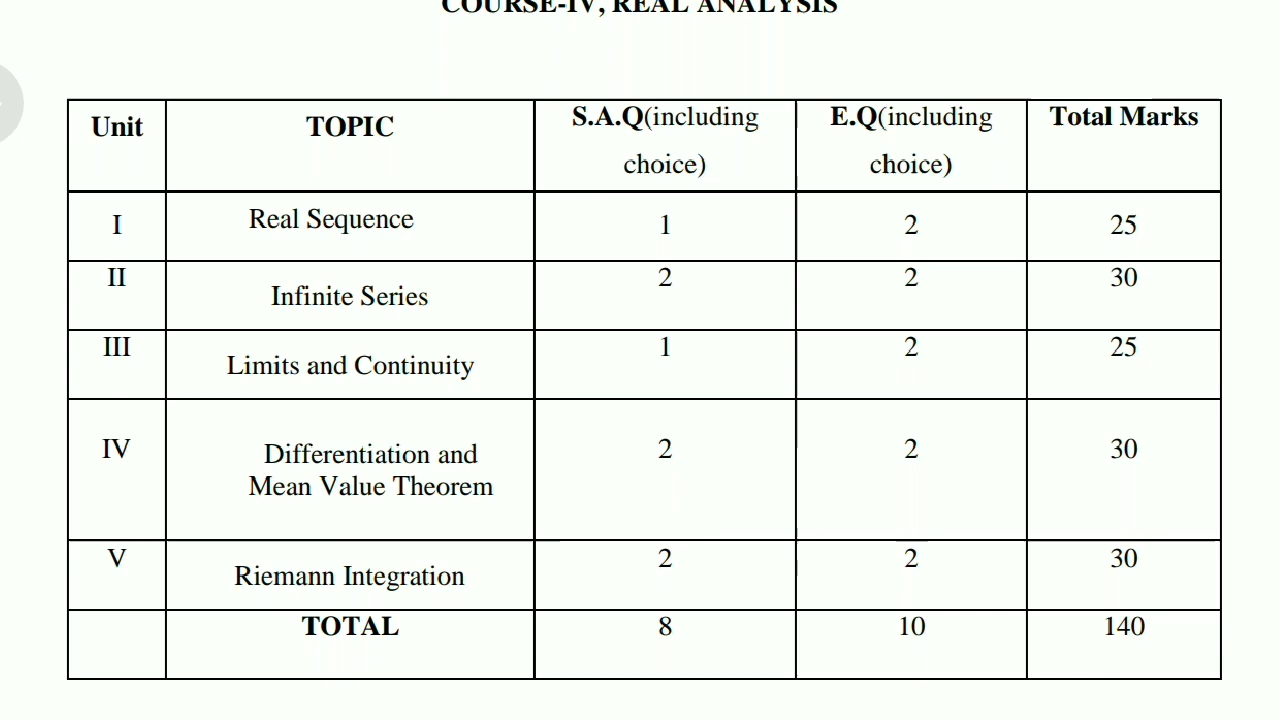 COURSE-IV, REAL ANALYSIS
Unit TOPIC S.A.Q(including choice) E.Q(including choice) Total Marks
I Real Sequence 1 2 25
II Infinite Series 2 2 30
III Limits and Continuity 1 2 25
IV Differentiation and Mean Value Theorem 2 2 30
V Riemann Integration 2 2 30
TOTAL 8 10 140